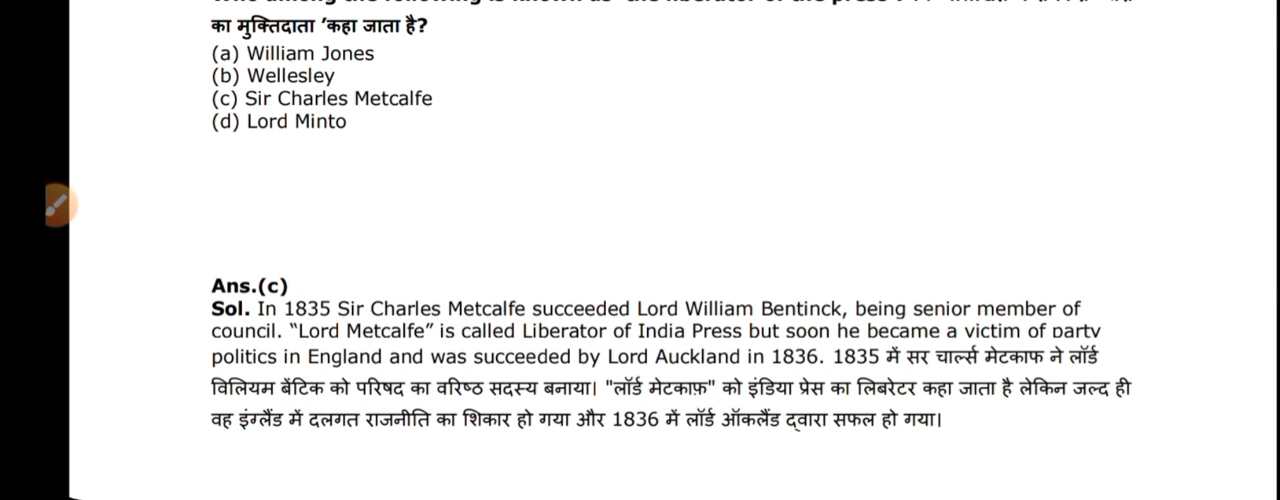 का मुक्तिदाता 'कहा जाता है?
(a) William Jones
(b) Wellesley
(c) Sir Charles Metcalfe
(d) Lord Minto
Ans.(c)
Sol. In 1835 Sir Charles Metcalfe succeeded Lord William Bentinck, being senior member of
council. “Lord Metcalfe” is called Liberator of India Press but soon he became a victim of party
politics in England and was succeeded by Lord Auckland in 1836. 1835 में सर चार्ल्स मेटकाफ ने लॉर्ड
विलियम बेंटिक को परिषद का वरिष्ठ सदस्य बनाया। "लॉर्ड मेटकाफ़" को इंडिया प्रेस का लिबरेटर कहा जाता है लेकिन जल्द ही
वह इंग्लैंड में दलगत राजनीति का शिकार हो गया और 1836 में लॉर्ड ऑकलैंड द्वारा सफल हो गया।